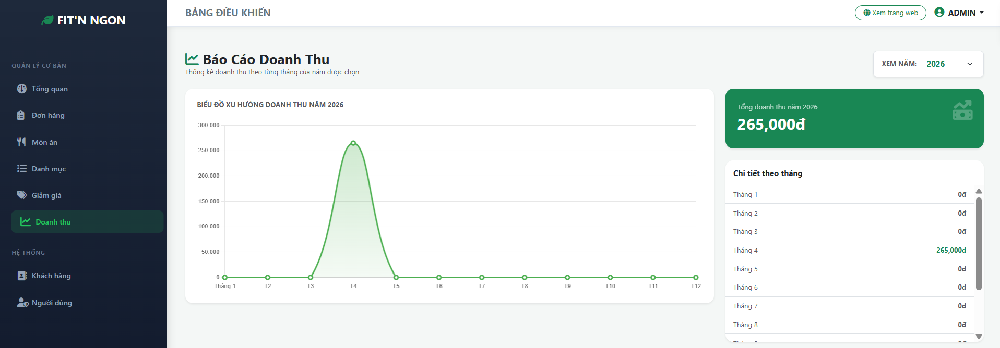 FIT'N NGON
QUẢN LÝ CƠ BẢN
Tổng quan
Đơn hàng
Món ăn
Danh mục
Giảm giá
Doanh thu
HỆ THỐNG
Khách hàng
Người dùng
BẢNG ĐIỀU KHIỂN
Xem trang web
ADMIN
Báo Cáo Doanh Thu
Thống kê doanh thu theo từng tháng của năm được chọn
XEM NĂM: 2026
BIỂU ĐỒ XU HƯỚNG DOANH THU NĂM 2026
300.000
250.000
200.000
150.000
100.000
50.000
0
Tháng 1 T2 T3 T4 T5 T6 T7 T8 T9 T10 T11 T12
Tổng doanh thu năm 2026
265,000đ
Chi tiết theo tháng
Tháng 1 0đ
Tháng 2 0đ
Tháng 3 0đ
Tháng 4 265,000đ
Tháng 5 0đ
Tháng 6 0đ
Tháng 7 0đ
Tháng 8 0đ